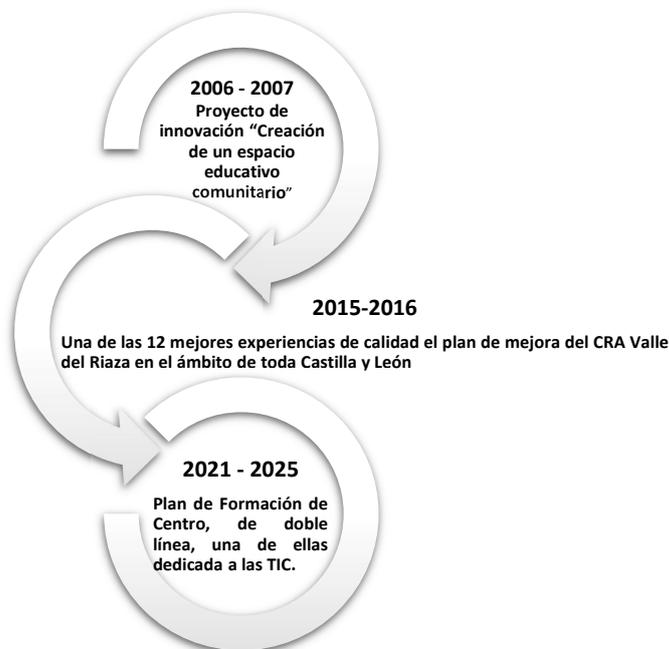 2006 - 2007
Proyecto de
innovación “Creación
de un espacio
educativo
comunitario”
2015-2016
Una de las 12 mejores experiencias de calidad el plan de mejora del CRA Valle
del Riaza en el ámbito de toda Castilla y León
2021 - 2025
Plan de Formación de
Centro, de doble
línea, una de ellas
dedicada a las TIC.